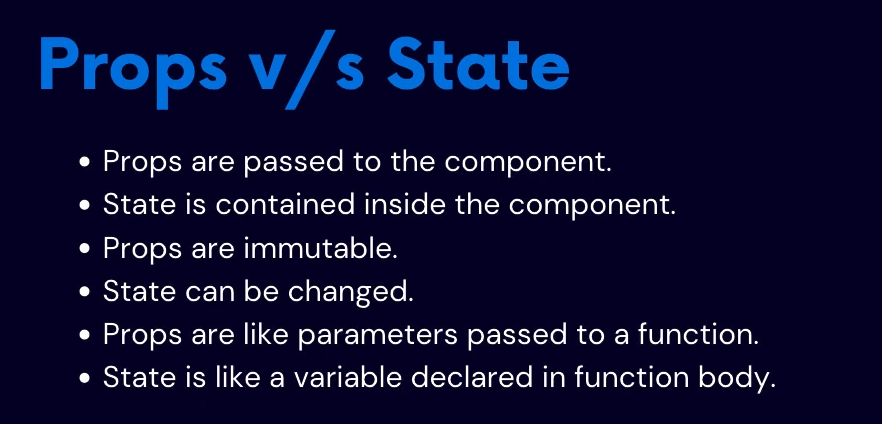 Props v/s State
• Props are passed to the component.
• State is contained inside the component.
• Props are immutable.
• State can be changed.
• Props are like parameters passed to a function.
• State is like a variable declared in function body.